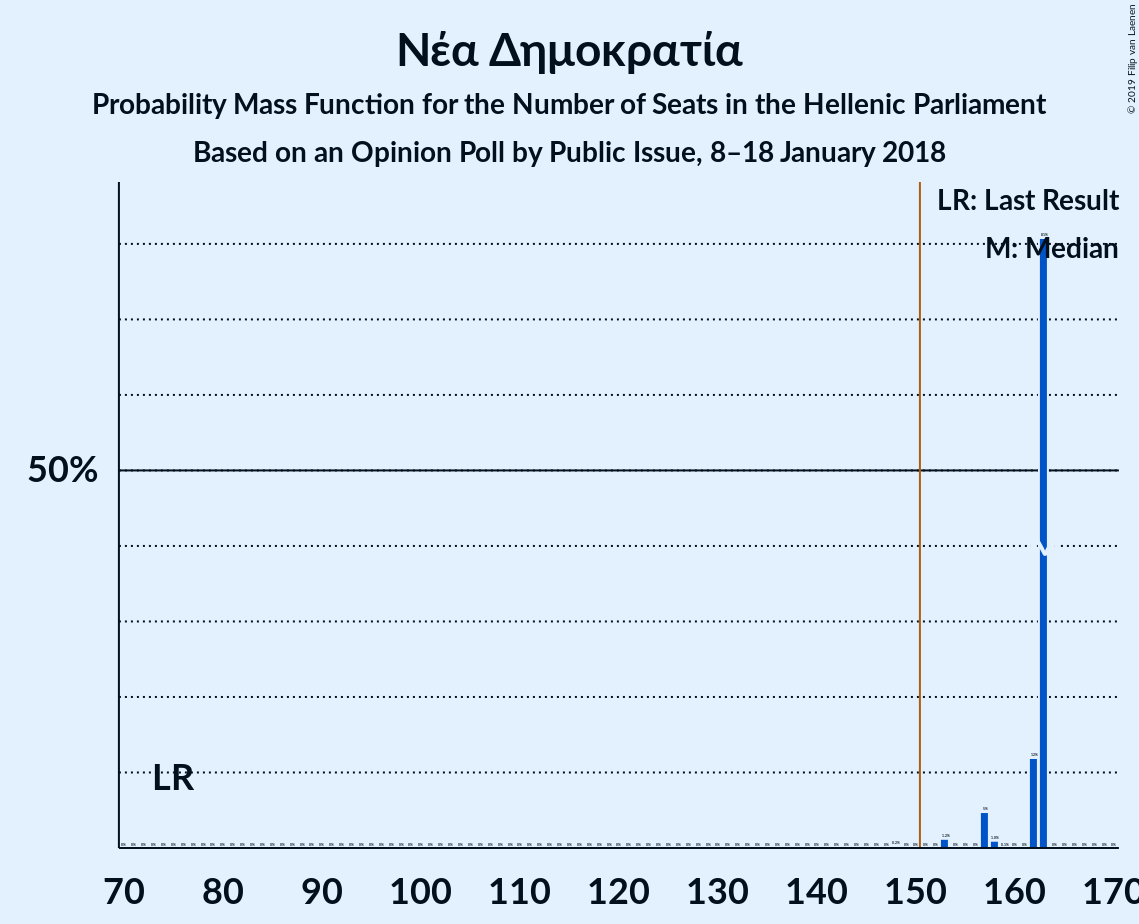 Νέα Δημοκρατία
Probability Mass Function for the Number of Seats in the Hellenic Parliament
Based on an Opinion Poll by Public Issue, 8–18 January 2018
© 2019 Filip van Laenen
LR: Last Result
M: Median
50%
LR
70 80 90 100 110 120 130 140 150 160 170